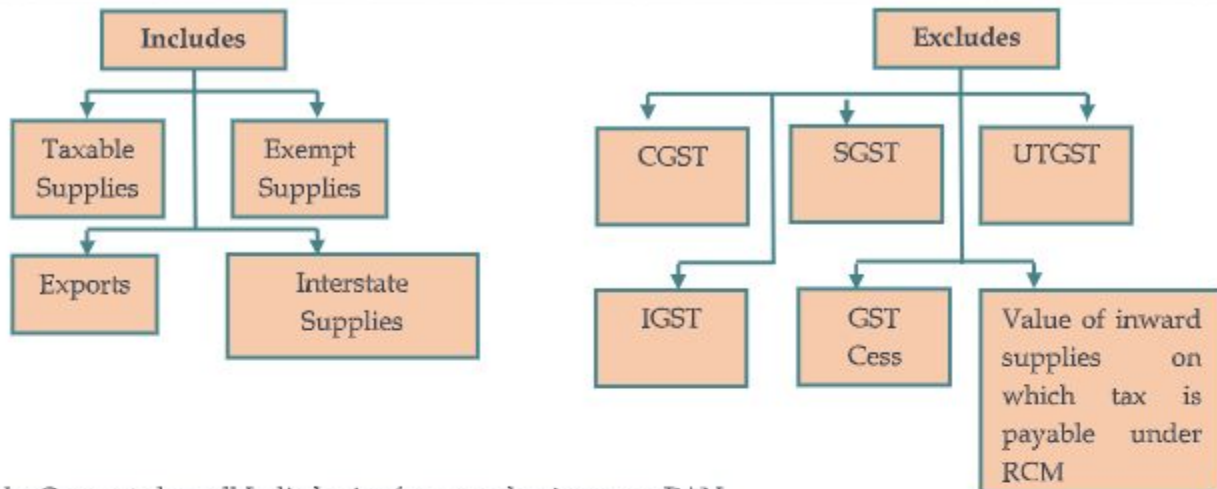 Includes
Excludes
Taxable
Supplies
Exempt
Supplies
CGST
SGST
UTGST
Exports
Interstate
Supplies
IGST
GST
Cess
Value of inward
supplies on
which tax is
payable under
RCM